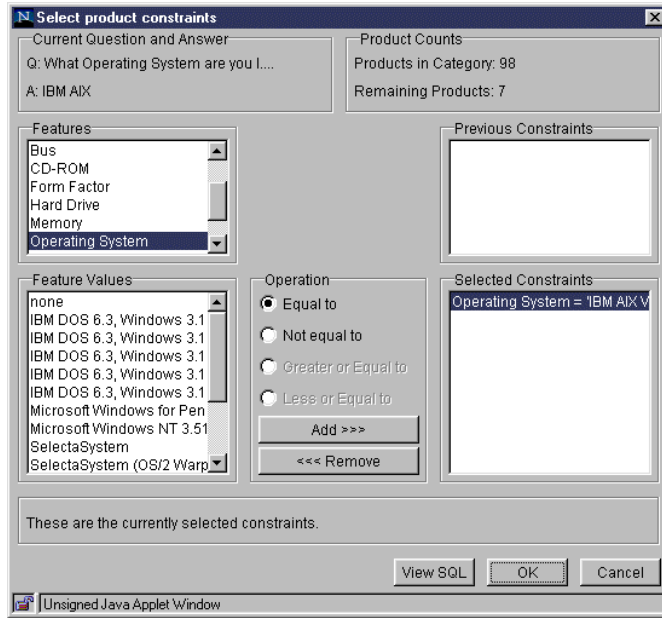 Select product constraints
Current Question and Answer
Q: What Operating System are you I....
A: IBM AIX
Product Counts
Products in Category: 98
Remaining Products: 7
Features
Bus
CD-ROM
Form Factor
Hard Drive
Memory
Operating System
Previous Constraints
Feature Values
none
IBM DOS 6.3, Windows 3.1
IBM DOS 6.3, Windows 3.1
IBM DOS 6.3, Windows 3.1
IBM DOS 6.3, Windows 3.1
IBM DOS 6.3, Windows 3.1
Microsoft Windows for Pen
Microsoft Windows NT 3.51
SelectaSystem
SelectaSystem (OS/2 Warp
Operation
Equal to
Not equal to
Greater or Equal to
Less or Equal to
Add >>>
<<< Remove
Selected Constraints
Operating System = 'IBM AIX V
These are the currently selected constraints.
View SQL
OK
Cancel
Unsigned Java Applet Window